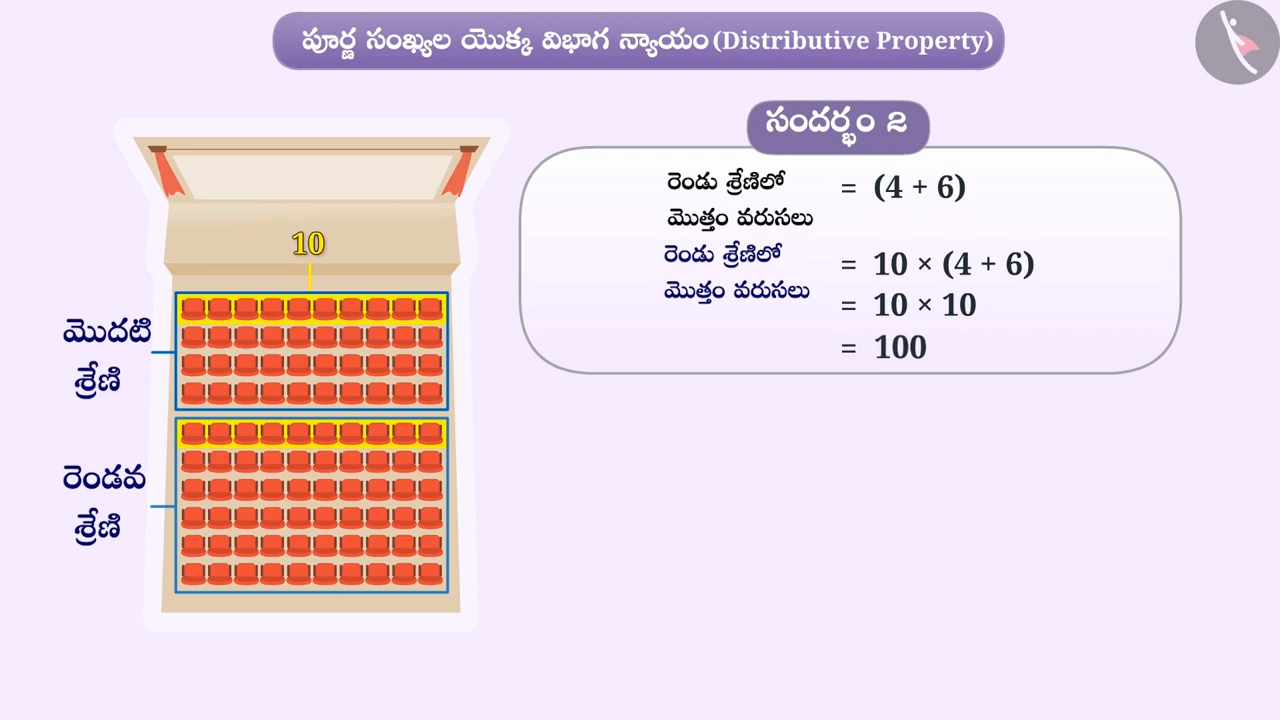 పూర్ణ సంఖ్యల యొక్క విభాగ న్యాయం (Distributive Property)
సందర్భం ౨
రెండు శ్రేణిలో = (4 + 6)
మొత్తం వరుసలు
రెండు శ్రేణిలో = 10 × (4 + 6)
మొత్తం వరుసలు
= 10 × 10
= 100
10
మొదటి
శ్రేణి
రెండవ
శ్రేణి